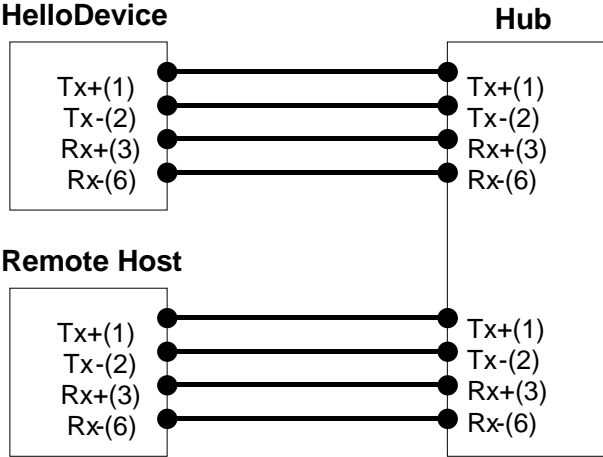 HelloDevice
Hub
Tx+(1)
Tx-(2)
Rx+(3)
Rx-(6)
Tx+(1)
Tx-(2)
Rx+(3)
Rx-(6)
Remote Host
Tx+(1)
Tx-(2)
Rx+(3)
Rx-(6)
Tx+(1)
Tx-(2)
Rx+(3)
Rx-(6)